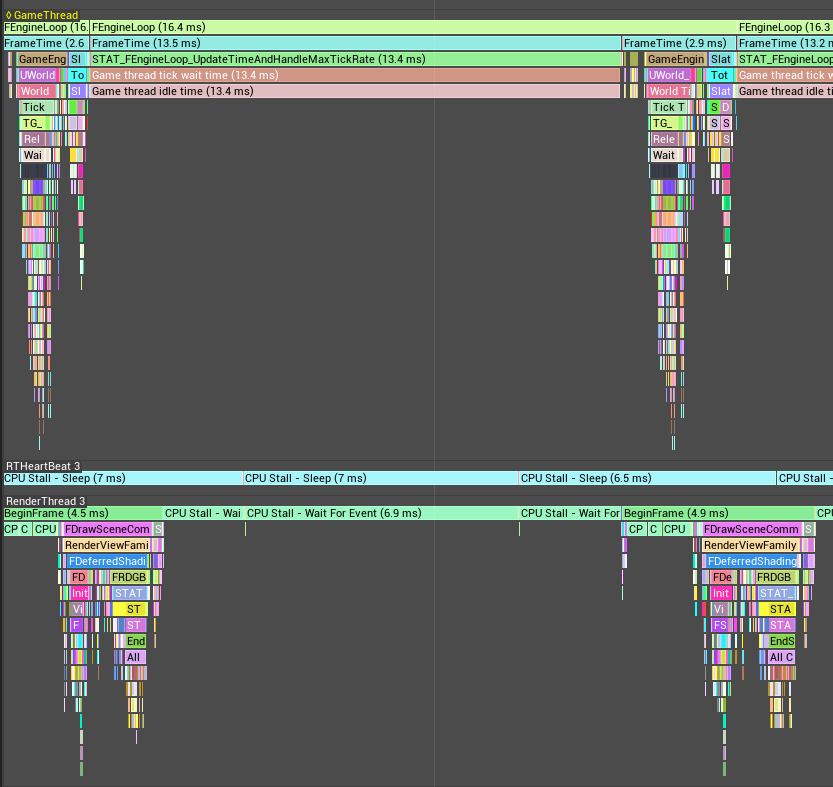 ◊ GameThread
FEngineLoop (16. FEngineLoop (16.4 ms) FEngineLoop (16.3
FrameTime (2.6 FrameTime (13.5 ms) FrameTime (2.9 ms) FrameTime (13.2 m
GameEng Sl STAT_FEngineLoop_UpdateTimeAndHandleMaxTickRate (13.4 ms) GameEngin Slat STAT_FEngineLoop
UWorld To Game thread tick wait time (13.4 ms) UWorld_ Tot Game thread tick w
World Sl Game thread idle time (13.4 ms) World Ti Slat Game thread idle ti
Tick Tick T S D
TG_ TG_ S S
Rel Rele S
Wai Wait
RTHeartBeat 3
CPU Stall - Sleep (7 ms) CPU Stall - Sleep (7 ms) CPU Stall - Sleep (6.5 ms) CPU Stall -
RenderThread 3
BeginFrame (4.5 ms) CPU Stall - Wai CPU Stall - Wait For Event (6.9 ms) CPU Stall - Wait For BeginFrame (4.9 ms) CPU
CP C CPU FDrawSceneCom S CP C CPU FDrawSceneComm S
RenderViewFami RenderViewFamily
FDeferredShadi FDeferredShading
FD FRDGB FDe FRDGB
Init STAT Init STAT_
Vi ST Vi STA
F ST FS STA
End EndS
All All C